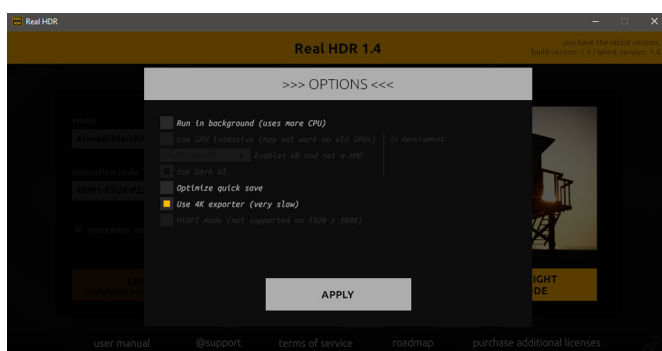 Real HDR
Real HDR 1.4
you have the latest version,
build version: 1.4 / latest version: 1.4
>>> OPTIONS <<<
email
Run in background (uses more CPU)
Use GPU intensive (may not work on old GPUs)
in development
Enables VR and set a HMD
activation code
Use Dark UI
Optimize quick save
Use 4K exporter (very slow)
HiDPI mode (not supported on 1920 x 1080)
remember me
APPLY
user manual
@support
terms of service
roadmap
purchase additional licenses